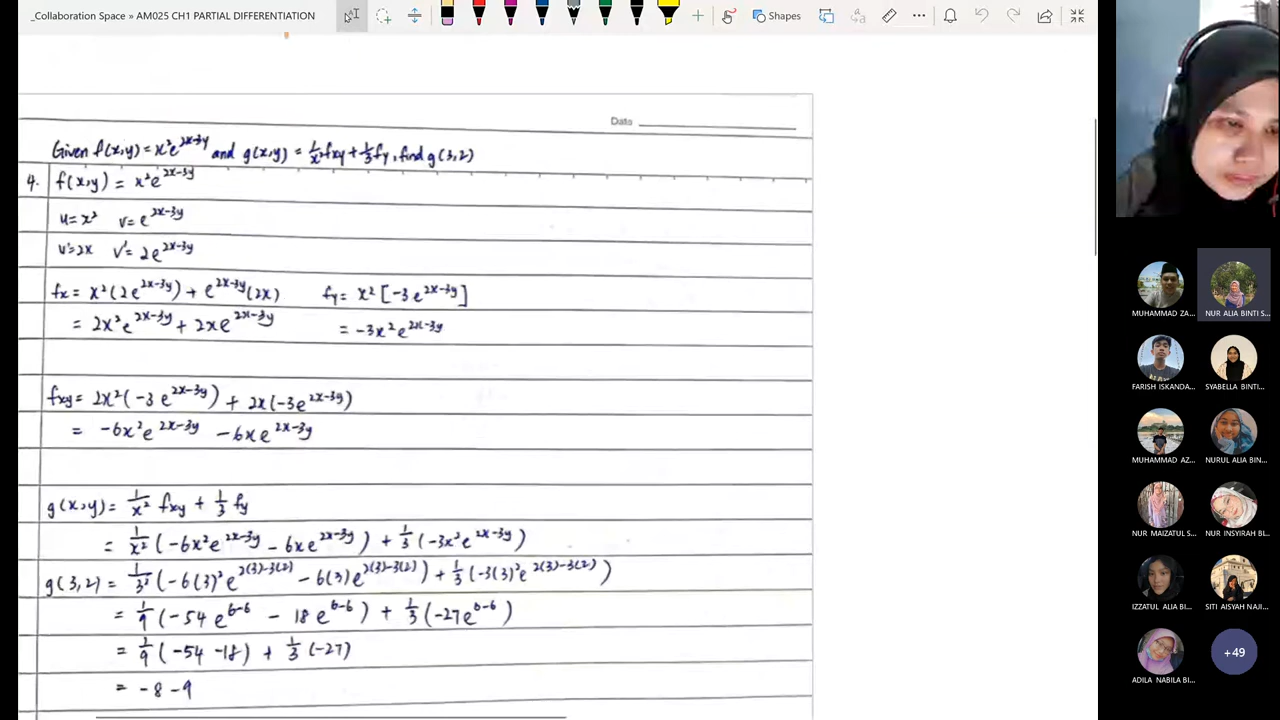 _Collaboration Space » AM025 CH1 PARTIAL DIFFERENTIATION
Shapes
Date
Given f(x,y) = x²e^(2x-3y) and g(x,y) = 1/x² fxy + 1/3 fy, find g(3,2)
4. f(x,y) = x²e^(2x-3y)
u=x² v=e^(2x-3y)
u'=2x v'=2e^(2x-3y)
fx = x²(2e^(2x-3y)) + e^(2x-3y)(2x) fy = x²[-3e^(2x-3y)]
= 2x²e^(2x-3y) + 2xe^(2x-3y) = -3x²e^(2x-3y)
fxy = 2x²(-3e^(2x-3y)) + 2x(-3e^(2x-3y))
= -6x²e^(2x-3y) - 6xe^(2x-3y)
g(x,y) = 1/x² fxy + 1/3 fy
= 1/x² (-6x²e^(2x-3y) - 6xe^(2x-3y)) + 1/3 (-3x²e^(2x-3y))
g(3,2) = 1/3² (-6(3)²e^(2(3)-3(2)) - 6(3)e^(2(3)-3(2))) + 1/3 (-3(3)²e^(2(3)-3(2)))
= 1/9 (-54e^(6-6) - 18e^(6-6)) + 1/3 (-27e^(6-6))
= 1/9 (-54-18) + 1/3 (-27)
= -8-9
MUHAMMAD ZA... NUR ALIA BINTI S...
FARISH ISKANDA... SYABELLA BINTI...
MUHAMMAD AZ... NURUL ALIA BIN...
NUR MAIZATUL S... NUR INSYIRAH BI...
IZZATUL ALIA BI... SITI AISYAH NAJI...
ADILA NABILA BI... +49